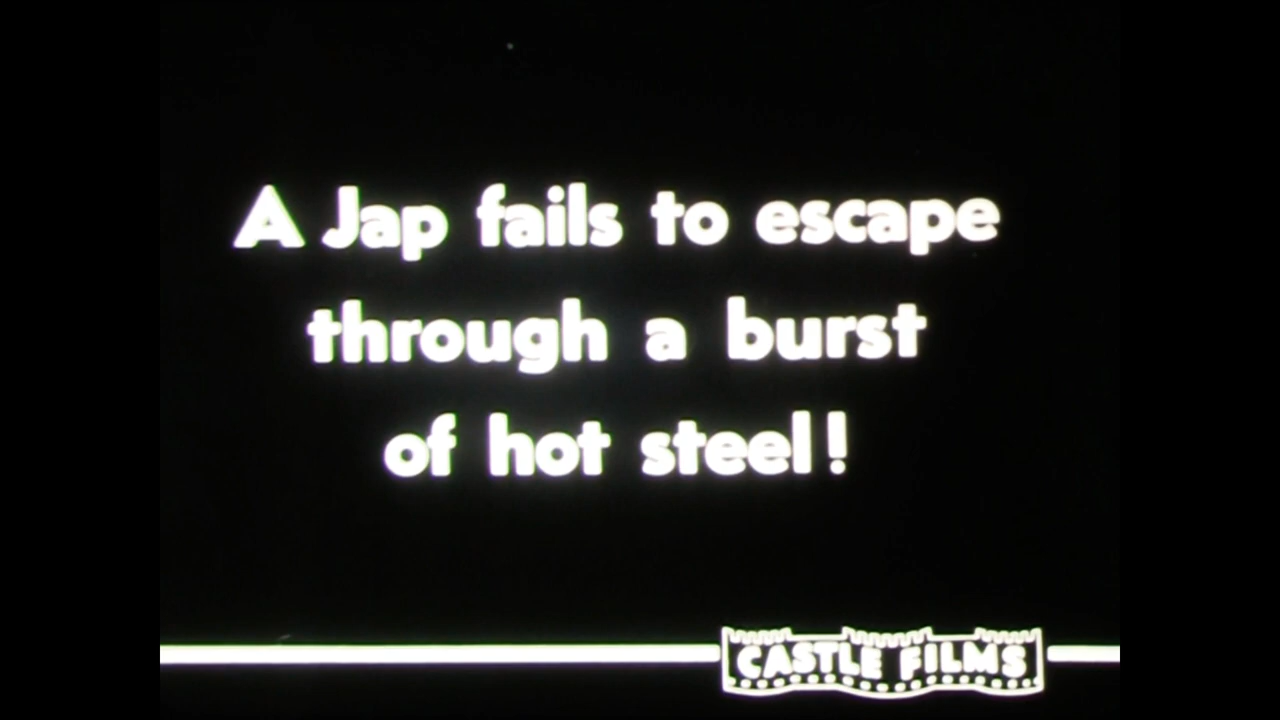 A Jap fails to escape
through a burst
of hot steel!
CASTLE FILMS